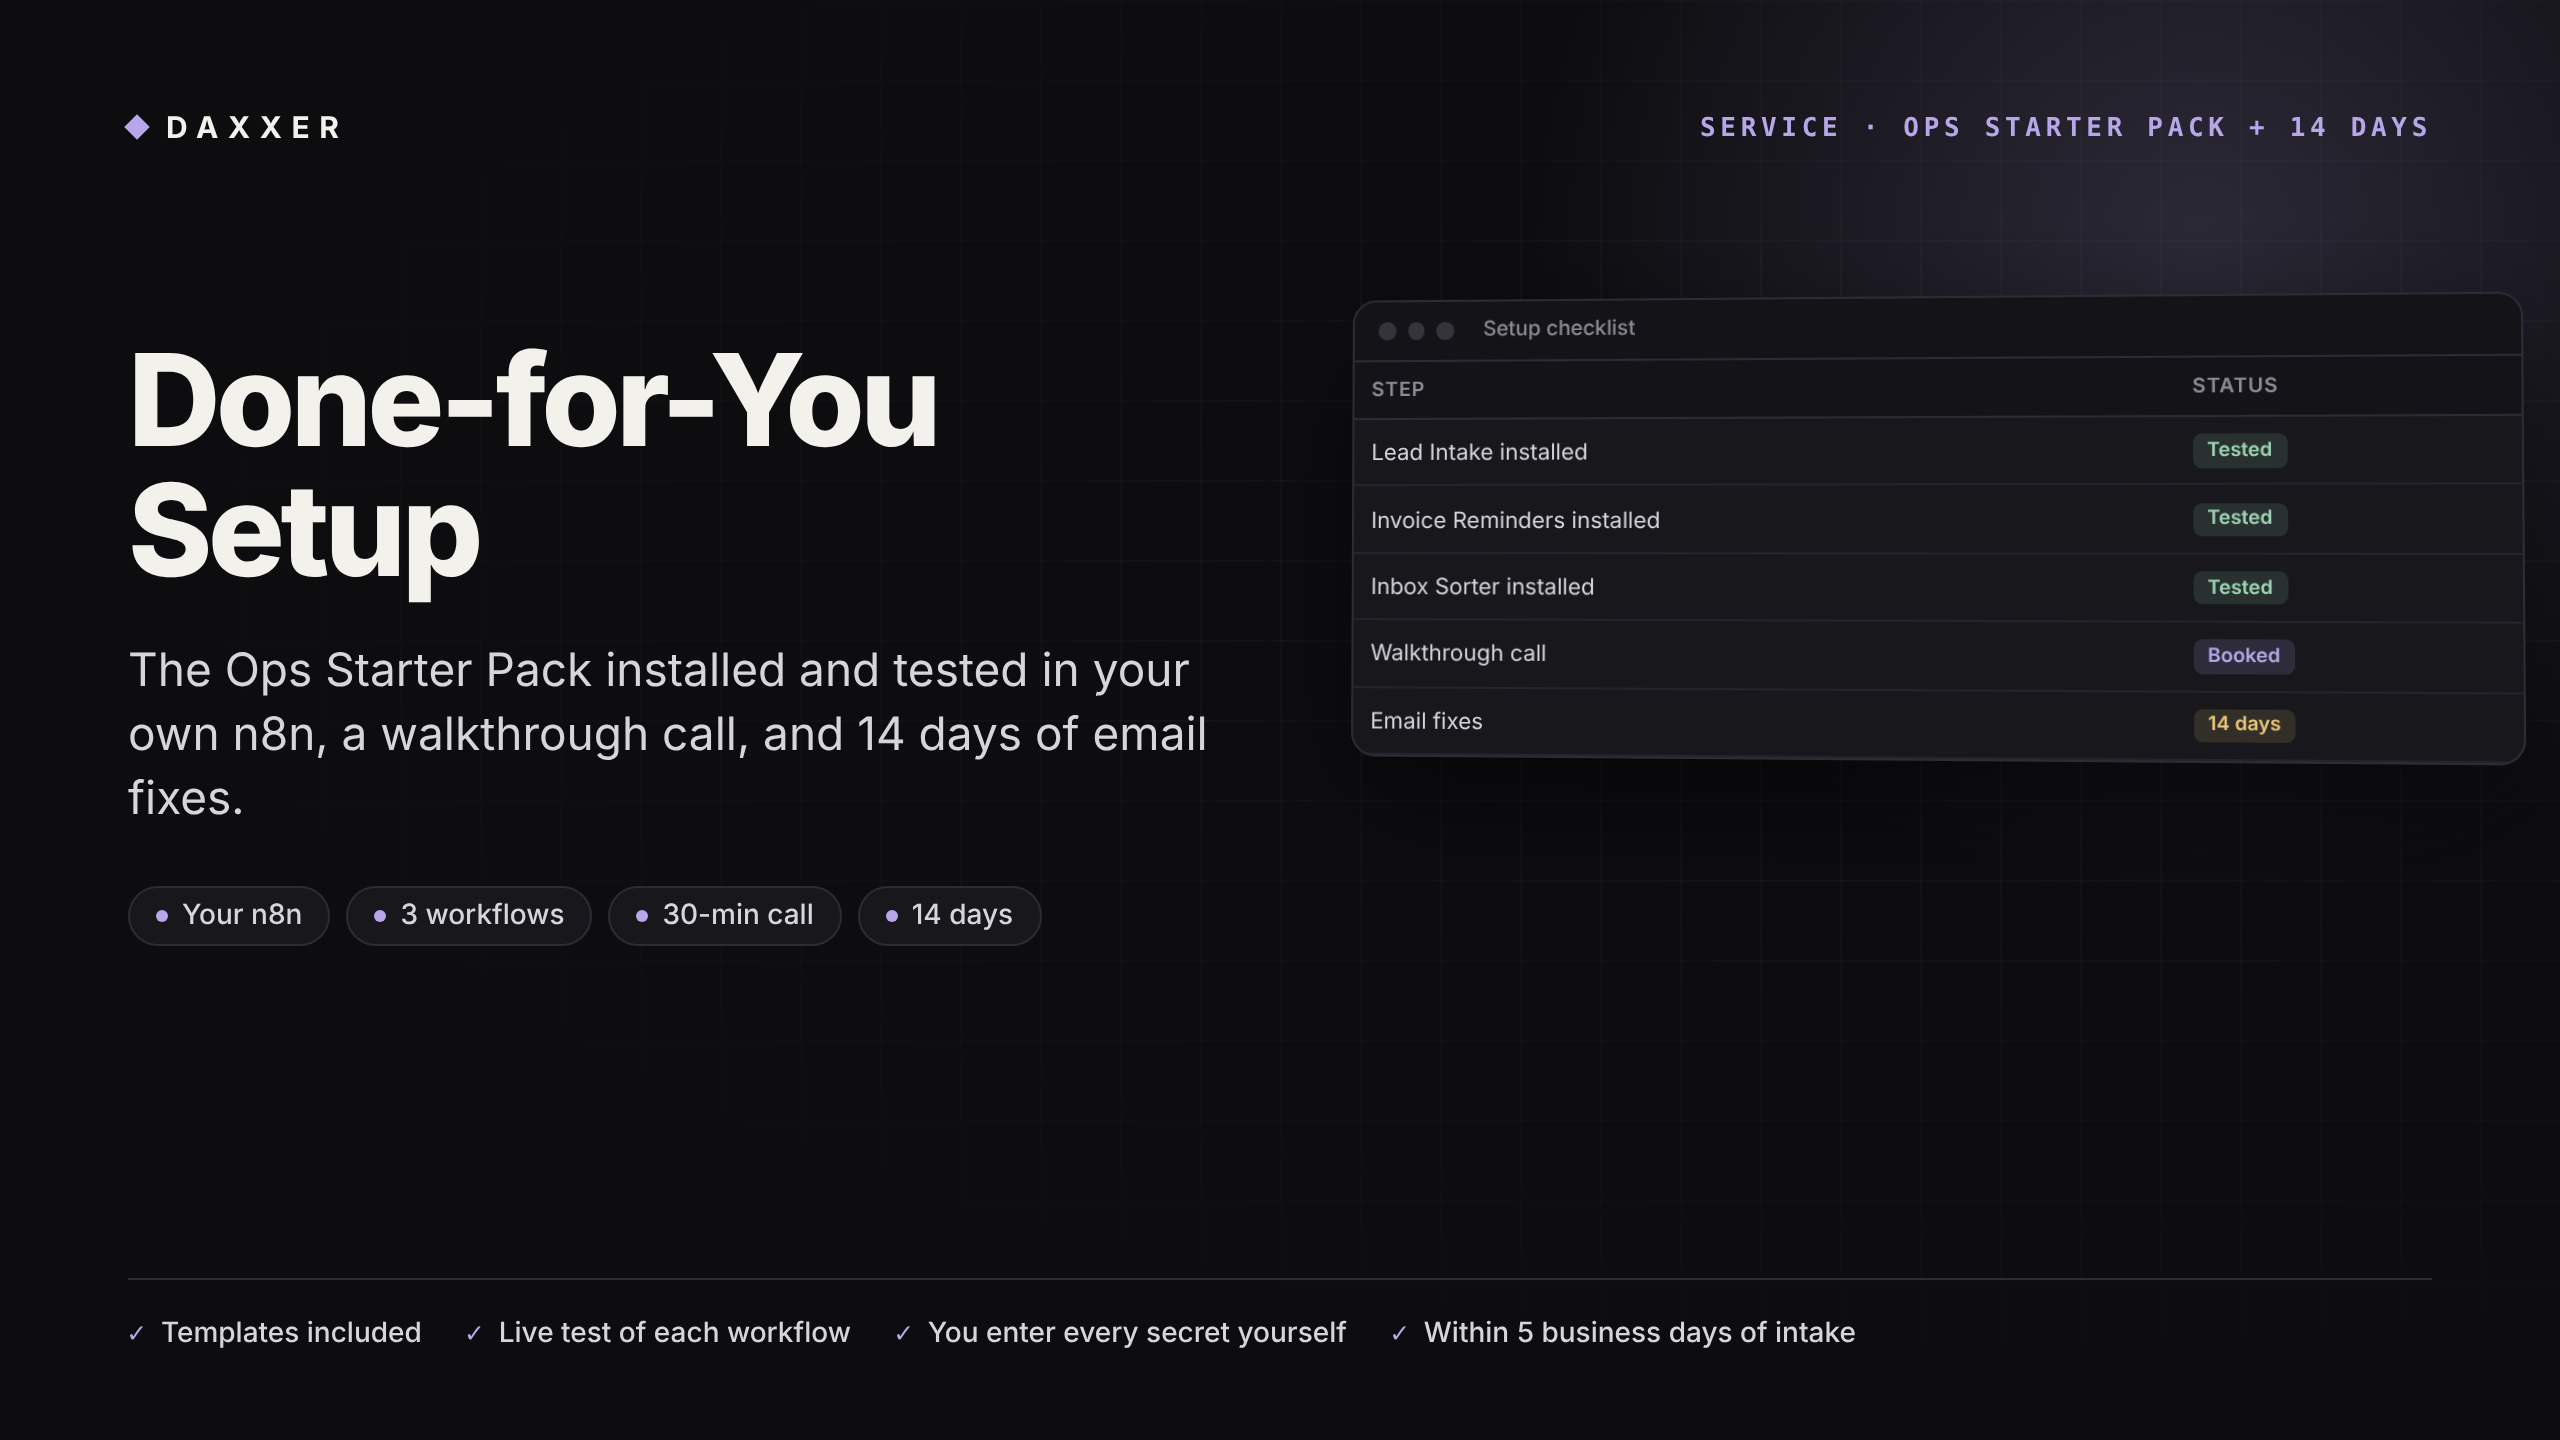 DAXXER
SERVICE · OPS STARTER PACK + 14 DAYS
Done-for-You
Setup
The Ops Starter Pack installed and tested in your
own n8n, a walkthrough call, and 14 days of email
fixes.
Your n8n
3 workflows
30-min call
14 days
Setup checklist
STEP STATUS
Lead Intake installed Tested
Invoice Reminders installed Tested
Inbox Sorter installed Tested
Walkthrough call Booked
Email fixes 14 days
✓ Templates included ✓ Live test of each workflow ✓ You enter every secret yourself ✓ Within 5 business days of intake